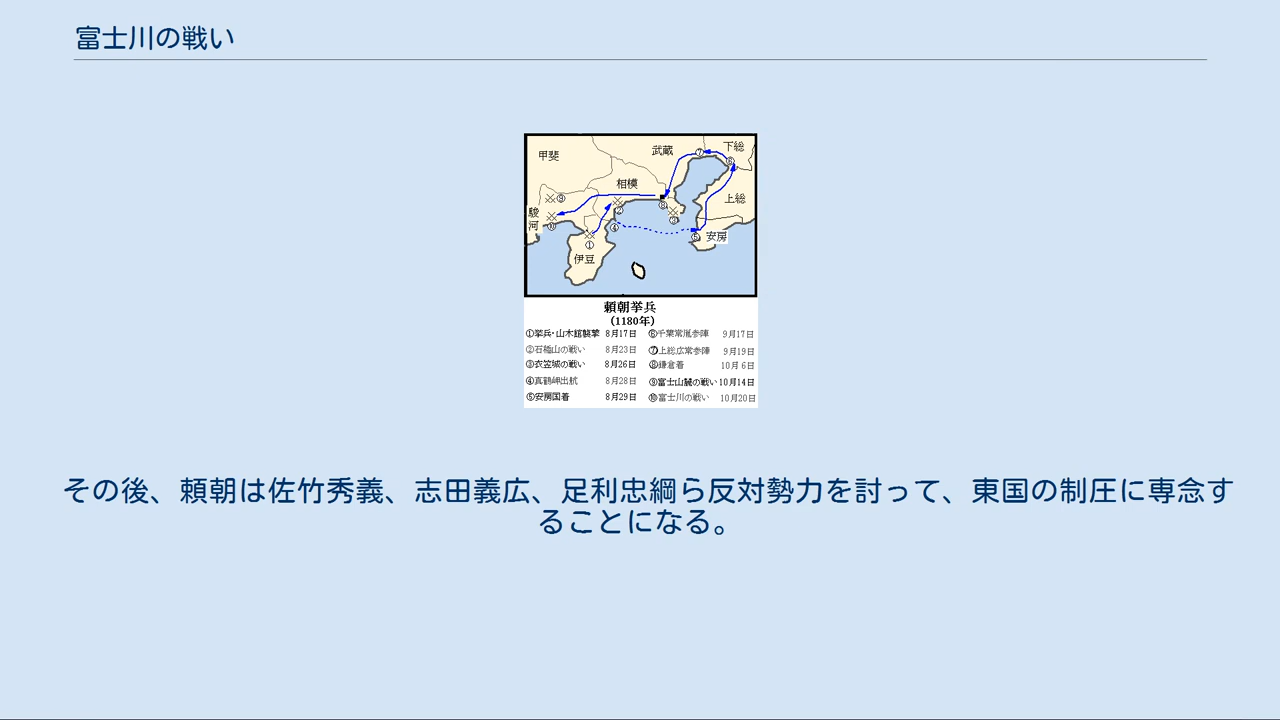 富士川の戦い
甲斐
武蔵
下総
相模
上総
駿河
伊豆
安房
頼朝挙兵
(1180年)
①挙兵・山木館襲撃 8月17日 ⑥千葉常胤参陣 9月17日
②石橋山の戦い 8月23日 ⑦上総広常参陣 9月19日
③衣笠城の戦い 8月26日 ⑧鎌倉着 10月6日
④真鶴岬出航 8月28日 ⑨富士山麓の戦い 10月14日
⑤安房国着 8月29日 ⑩富士川の戦い 10月20日
その後、頼朝は佐竹秀義、志田義広、足利忠綱ら反対勢力を討って、東国の制圧に専念す
ることになる。